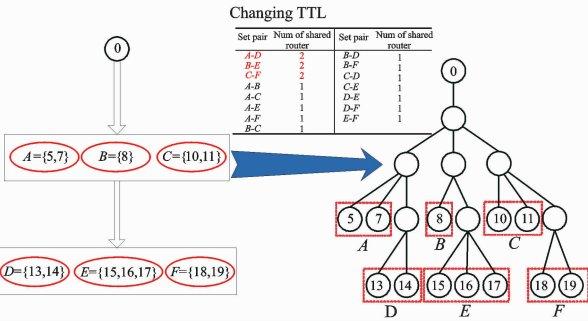 Changing TTL
Set pair Num of shared router Set pair Num of shared router
A-D 2 B-D 1
B-E 2 B-F 1
C-F 2 C-D 1
A-B 1 C-E 1
A-C 1 D-E 1
A-E 1 D-F 1
A-F 1 E-F 1
B-C 1
0
A={5,7} B={8} C={10,11}
D={13,14} E={15,16,17} F={18,19}
0
5 7 8 10 11
A B C
13 14 15 16 17 18 19
D E F